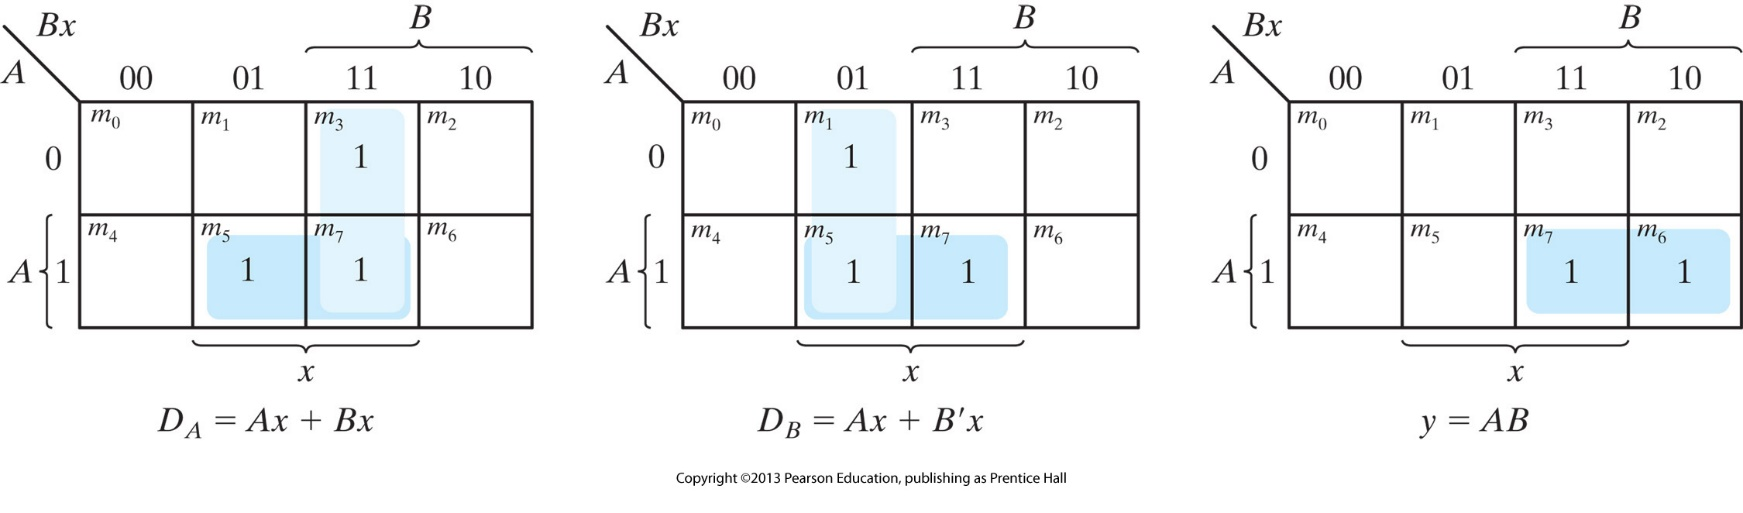 B B B
Bx Bx Bx
A 00 01 11 10 A 00 01 11 10 A 00 01 11 10
m0 m1 m3 m2 m0 m1 m3 m2 m0 m1 m3 m2
0 1 0 1 0
m4 m5 m7 m6 m4 m5 m7 m6 m4 m5 m7 m6
A 1 1 1 A 1 1 1 A 1 1 1
x x x
D_A = Ax + Bx D_B = Ax + B'x y = AB
Copyright ©2013 Pearson Education, publishing as Prentice Hall